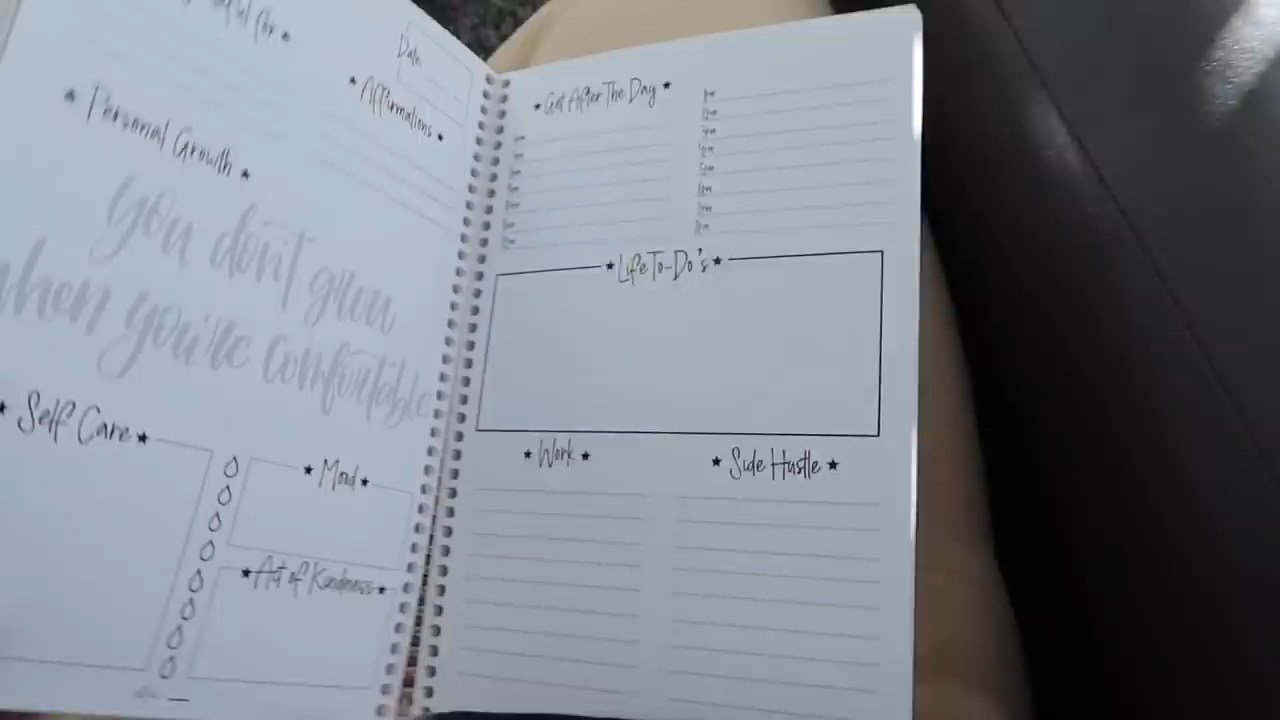 Date
★ Affirmations ★
★ Personal Growth ★
you don't grow
when you're comfortable
★ Self Care ★
★ Mood ★
★ Act of Kindness ★
★ Get After The Day ★
★ Life To-Do's ★
★ Work ★
★ Side Hustle ★